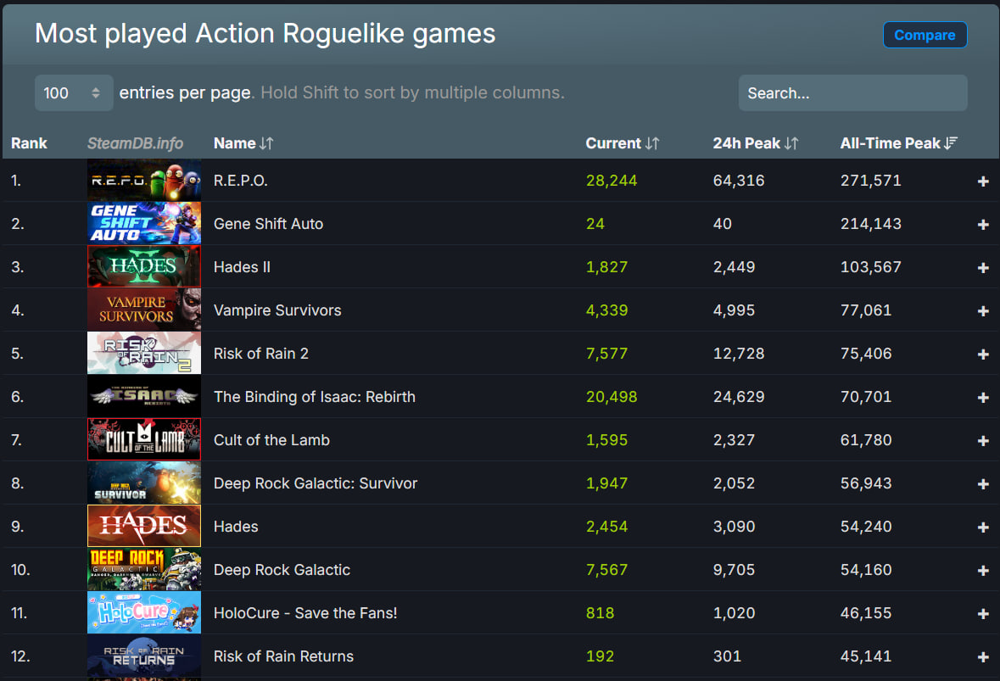 Most played Action Roguelike games
Compare
100 entries per page. Hold Shift to sort by multiple columns.
Search...
Rank SteamDB.info Name Current 24h Peak All-Time Peak
1. R.E.P.O. R.E.P.O. 28,244 64,316 271,571 +
2. GENE SHIFT AUTO Gene Shift Auto 24 40 214,143 +
3. HADES II Hades II 1,827 2,449 103,567 +
4. VAMPIRE SURVIVORS Vampire Survivors 4,339 4,995 77,061 +
5. RISK OF RAIN 2 Risk of Rain 2 7,577 12,728 75,406 +
6. THE BINDING OF ISAAC REBIRTH The Binding of Isaac: Rebirth 20,498 24,629 70,701 +
7. CULT OF THE LAMB Cult of the Lamb 1,595 2,327 61,780 +
8. DEEP ROCK GALACTIC SURVIVOR Deep Rock Galactic: Survivor 1,947 2,052 56,943 +
9. HADES Hades 2,454 3,090 54,240 +
10. DEEP ROCK GALACTIC Deep Rock Galactic 7,567 9,705 54,160 +
11. HoloCure HoloCure - Save the Fans! 818 1,020 46,155 +
12. RISK OF RAIN RETURNS Risk of Rain Returns 192 301 45,141 +